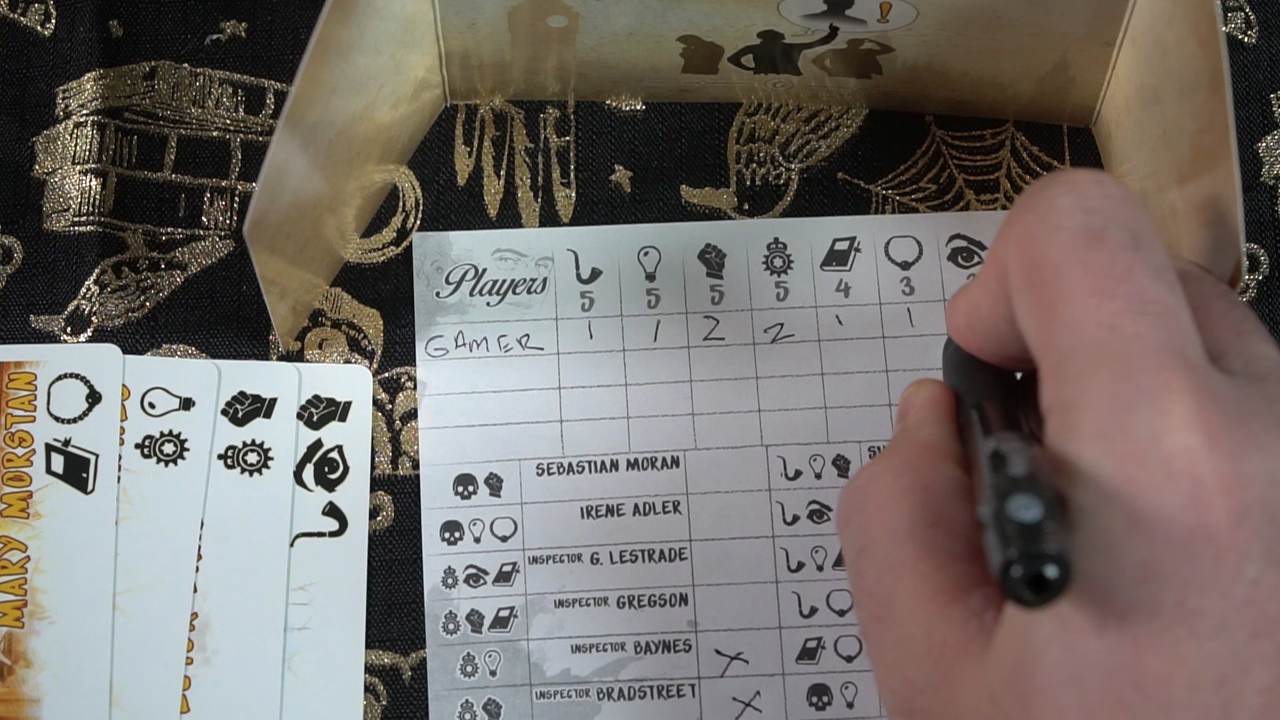 Players
5 5 5 5 4 3
GAMER 1 1 2 2 1 1
SEBASTIAN MORAN
IRENE ADLER
INSPECTOR G. LESTRADE
INSPECTOR GREGSON
INSPECTOR BAYNES X
INSPECTOR BRADSTREET X
MARY MORSTAN